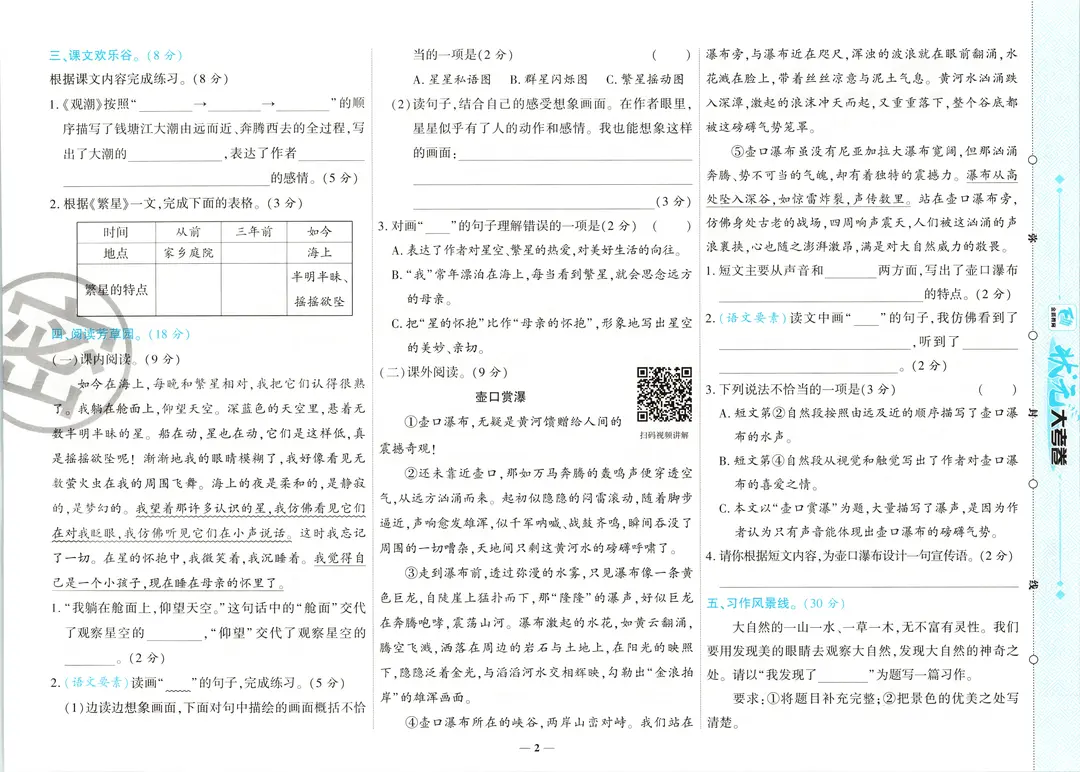 三、课文欢乐谷。(8分)
根据课文内容完成练习。(8分)
1.《观潮》按照“________→________→________”的顺
序描写了钱塘江大潮由远而近、奔腾西去的全过程,写
出了大潮的______________,表达了作者__________
______________________________的感情。(5分)
2.根据《繁星》一文,完成下面的表格。(3分)
时间 从前 三年前 如今
地点 家乡庭院 海上
繁星的特点 半明半昧、
摇摇欲坠
四、阅读芳草园。(18分)
(一)课内阅读。(9分)
如今在海上,每晚和繁星相对,我把它们认得很熟
了。我躺在舱面上,仰望天空。深蓝色的天空里,悬着无
数半明半昧的星。船在动,星也在动,它们是这样低,真
是摇摇欲坠呢!渐渐地我的眼睛模糊了,我好像看见无
数萤火虫在我的周围飞舞。海上的夜是柔和的,是静寂
的,是梦幻的。我望着那许多认识的星,我仿佛看见它们
在对我眨眼,我仿佛听见它们在小声说话。这时我忘记
了一切。在星的怀抱中,我微笑着,我沉睡着。我觉得自
己是一个小孩子,现在睡在母亲的怀里了。
1.“我躺在舱面上,仰望天空。”这句话中的“舱面”交代
了观察星空的________,“仰望”交代了观察星空的
________。(2分)
2.(语文要素)读画“____”的句子,完成练习。(5分)
(1)边读边想象画面,下面对句中描绘的画面概括不恰
当的一项是(2分) ( )
A.星星私语图 B.群星闪烁图 C.繁星摇动图
(2)读句子,结合自己的感受想象画面。在作者眼里,
星星似乎有了人的动作和感情。我也能想象这样
的画面:______________________________
________________________________________
___________________________________(3分)
3.对画“____”的句子理解错误的一项是(2分) ( )
A.表达了作者对星空、繁星的热爱,对美好生活的向往。
B.“我”常年漂泊在海上,每当看到繁星,就会思念远方
的母亲。
C.把“星的怀抱”比作“母亲的怀抱”,形象地写出星空
的美妙、亲切。
(二)课外阅读。(9分)
扫码视频讲解
壶口赏瀑
①壶口瀑布,无疑是黄河馈赠给人间的
震撼奇观!
②还未靠近壶口,那如万马奔腾的轰鸣声便穿透空
气,从远方汹涌而来。起初似隐隐的闷雷滚动,随着脚步
逼近,声响愈发雄浑,似千军呐喊、战鼓齐鸣,瞬间吞没了
周围的一切嘈杂,天地间只剩这黄河水的磅礴呼啸了。
③走到瀑布前,透过弥漫的水雾,只见瀑布像一条黄
色巨龙,自陡崖上猛扑而下,那“隆隆”的瀑声,好似巨龙
在奔腾咆哮,震荡山河。瀑布激起的水花,如黄云翻涌,
腾空飞溅,洒落在周边的岩石与土地上,在阳光的映照
下,隐隐泛着金光,与滔滔河水交相辉映,勾勒出“金浪拍
岸”的雄浑画面。
④壶口瀑布所在的峡谷,两岸山峦对峙。我们站在
瀑布旁,与瀑布近在咫尺,浑浊的波浪就在眼前翻涌,水
花溅在脸上,带着丝丝凉意与泥土气息。黄河水汹涌跌
入深潭,激起的浪沫冲天而起,又重重落下,整个谷底都
被这磅礴气势笼罩。
⑤壶口瀑布虽没有尼亚加拉大瀑布宽阔,但那汹涌
奔腾、势不可当的气魄,却有着独特的震撼力。瀑布从高
处坠入深谷,如惊雷炸裂,声传数里。站在壶口瀑布旁,
仿佛身处古老的战场,四周响声震天,人们被这汹涌的声
浪裹挟,心也随之澎湃激昂,满是对大自然威力的敬畏。
1.短文主要从声音和________两方面,写出了壶口瀑布
______________________________的特点。(2分)
2.(语文要素)读文中画“____”的句子,我仿佛看到了
____________________________,听到了________
__________________________。(2分)
3.下列说法不恰当的一项是(3分) ( )
A.短文第②自然段按照由远及近的顺序描写了壶口瀑
布的水声。
B.短文第④自然段从视觉和触觉写出了作者对壶口瀑
布的喜爱之情。
C.本文以“壶口赏瀑”为题,大量描写了瀑声,是因为作
者认为只有声音能体现出壶口瀑布的磅礴气势。
4.请你根据短文内容,为壶口瀑布设计一句宣传语。(2分)
________________________________________
五、习作风景线。(30分)
大自然的一山一水、一草一木,无不富有灵性。我们
要用发现美的眼睛去观察大自然,发现大自然的神奇之
处。请以“我发现了________”为题写一篇习作。
要求:①将题目补充完整;②把景色的优美之处写
清楚。
— 2 —
密
弥
封
线
状元大考卷